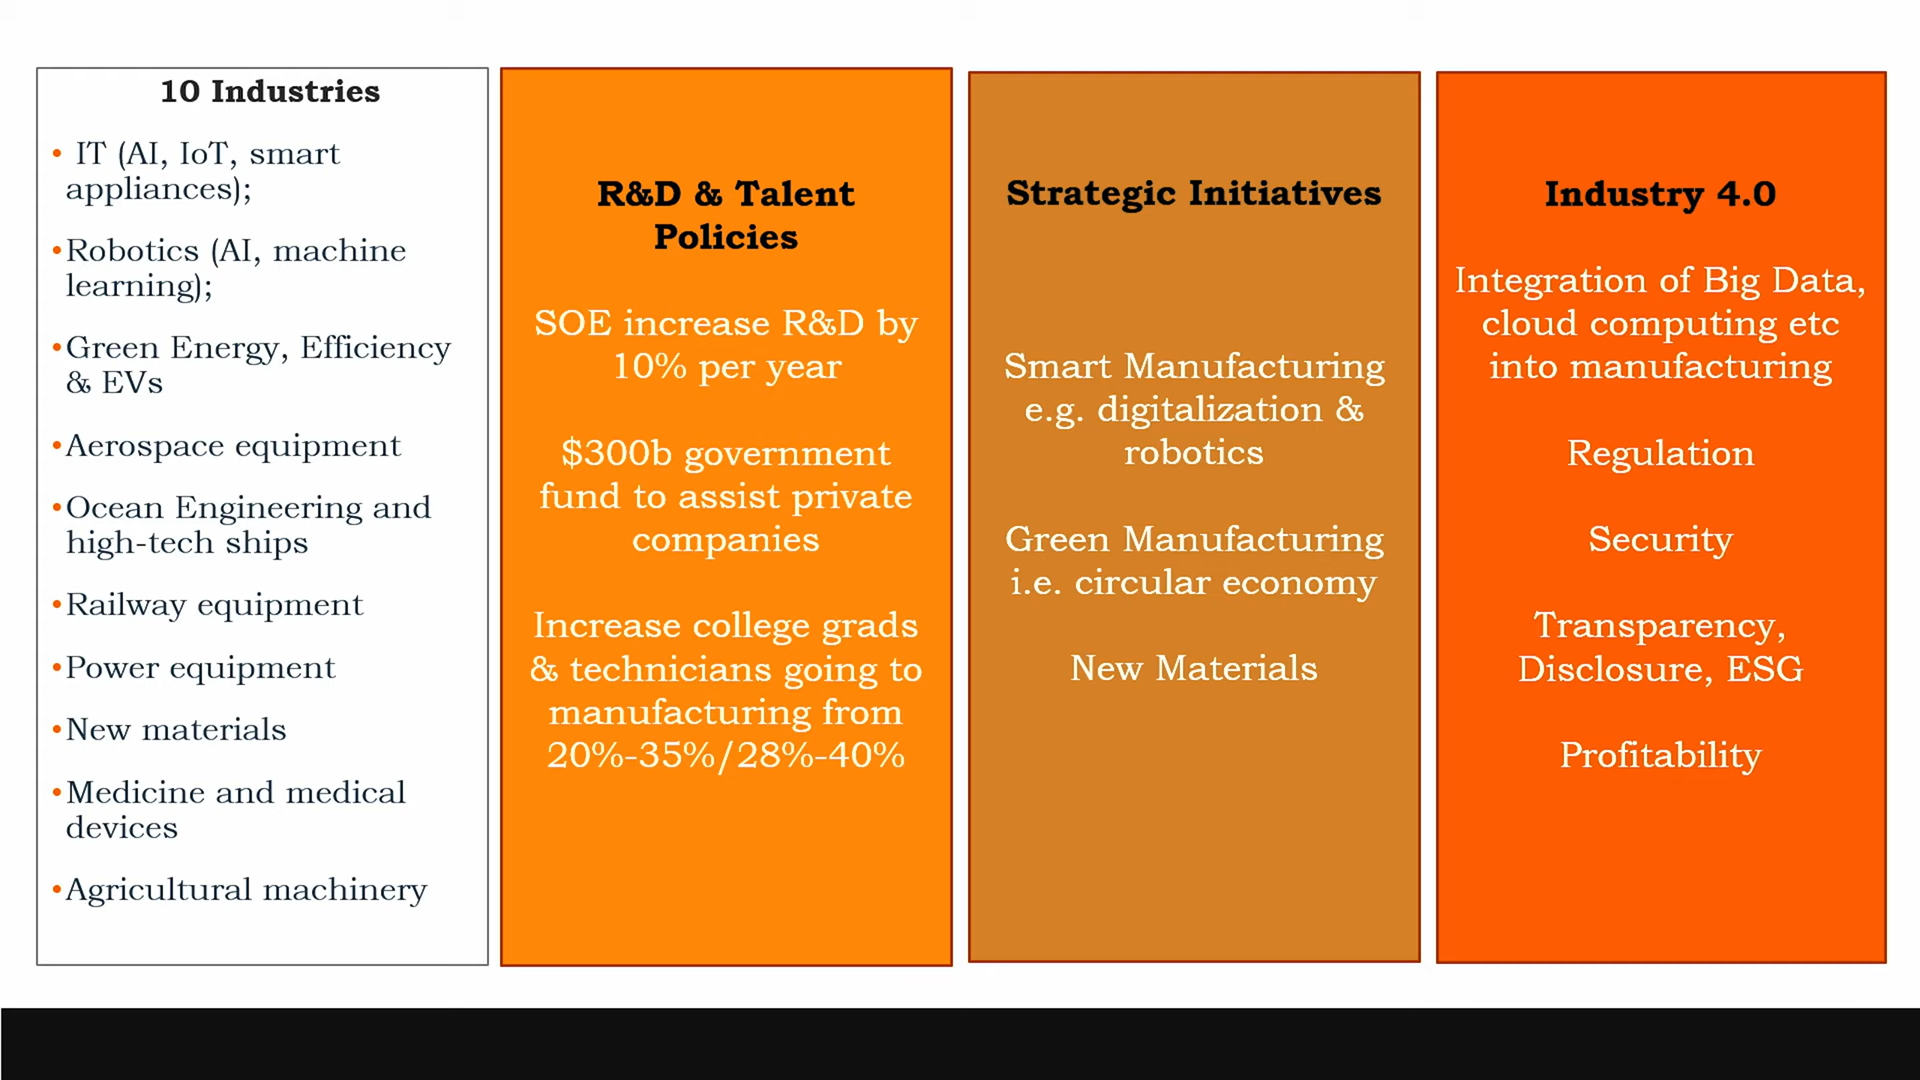 10 Industries
• IT (AI, IoT, smart
appliances);
•Robotics (AI, machine
learning);
•Green Energy, Efficiency
& EVs
•Aerospace equipment
•Ocean Engineering and
high-tech ships
•Railway equipment
•Power equipment
•New materials
•Medicine and medical
devices
•Agricultural machinery
R&D & Talent
Policies
SOE increase R&D by
10% per year
$300b government
fund to assist private
companies
Increase college grads
& technicians going to
manufacturing from
20%-35%/28%-40%
Strategic Initiatives
Smart Manufacturing
e.g. digitalization &
robotics
Green Manufacturing
i.e. circular economy
New Materials
Industry 4.0
Integration of Big Data,
cloud computing etc
into manufacturing
Regulation
Security
Transparency,
Disclosure, ESG
Profitability